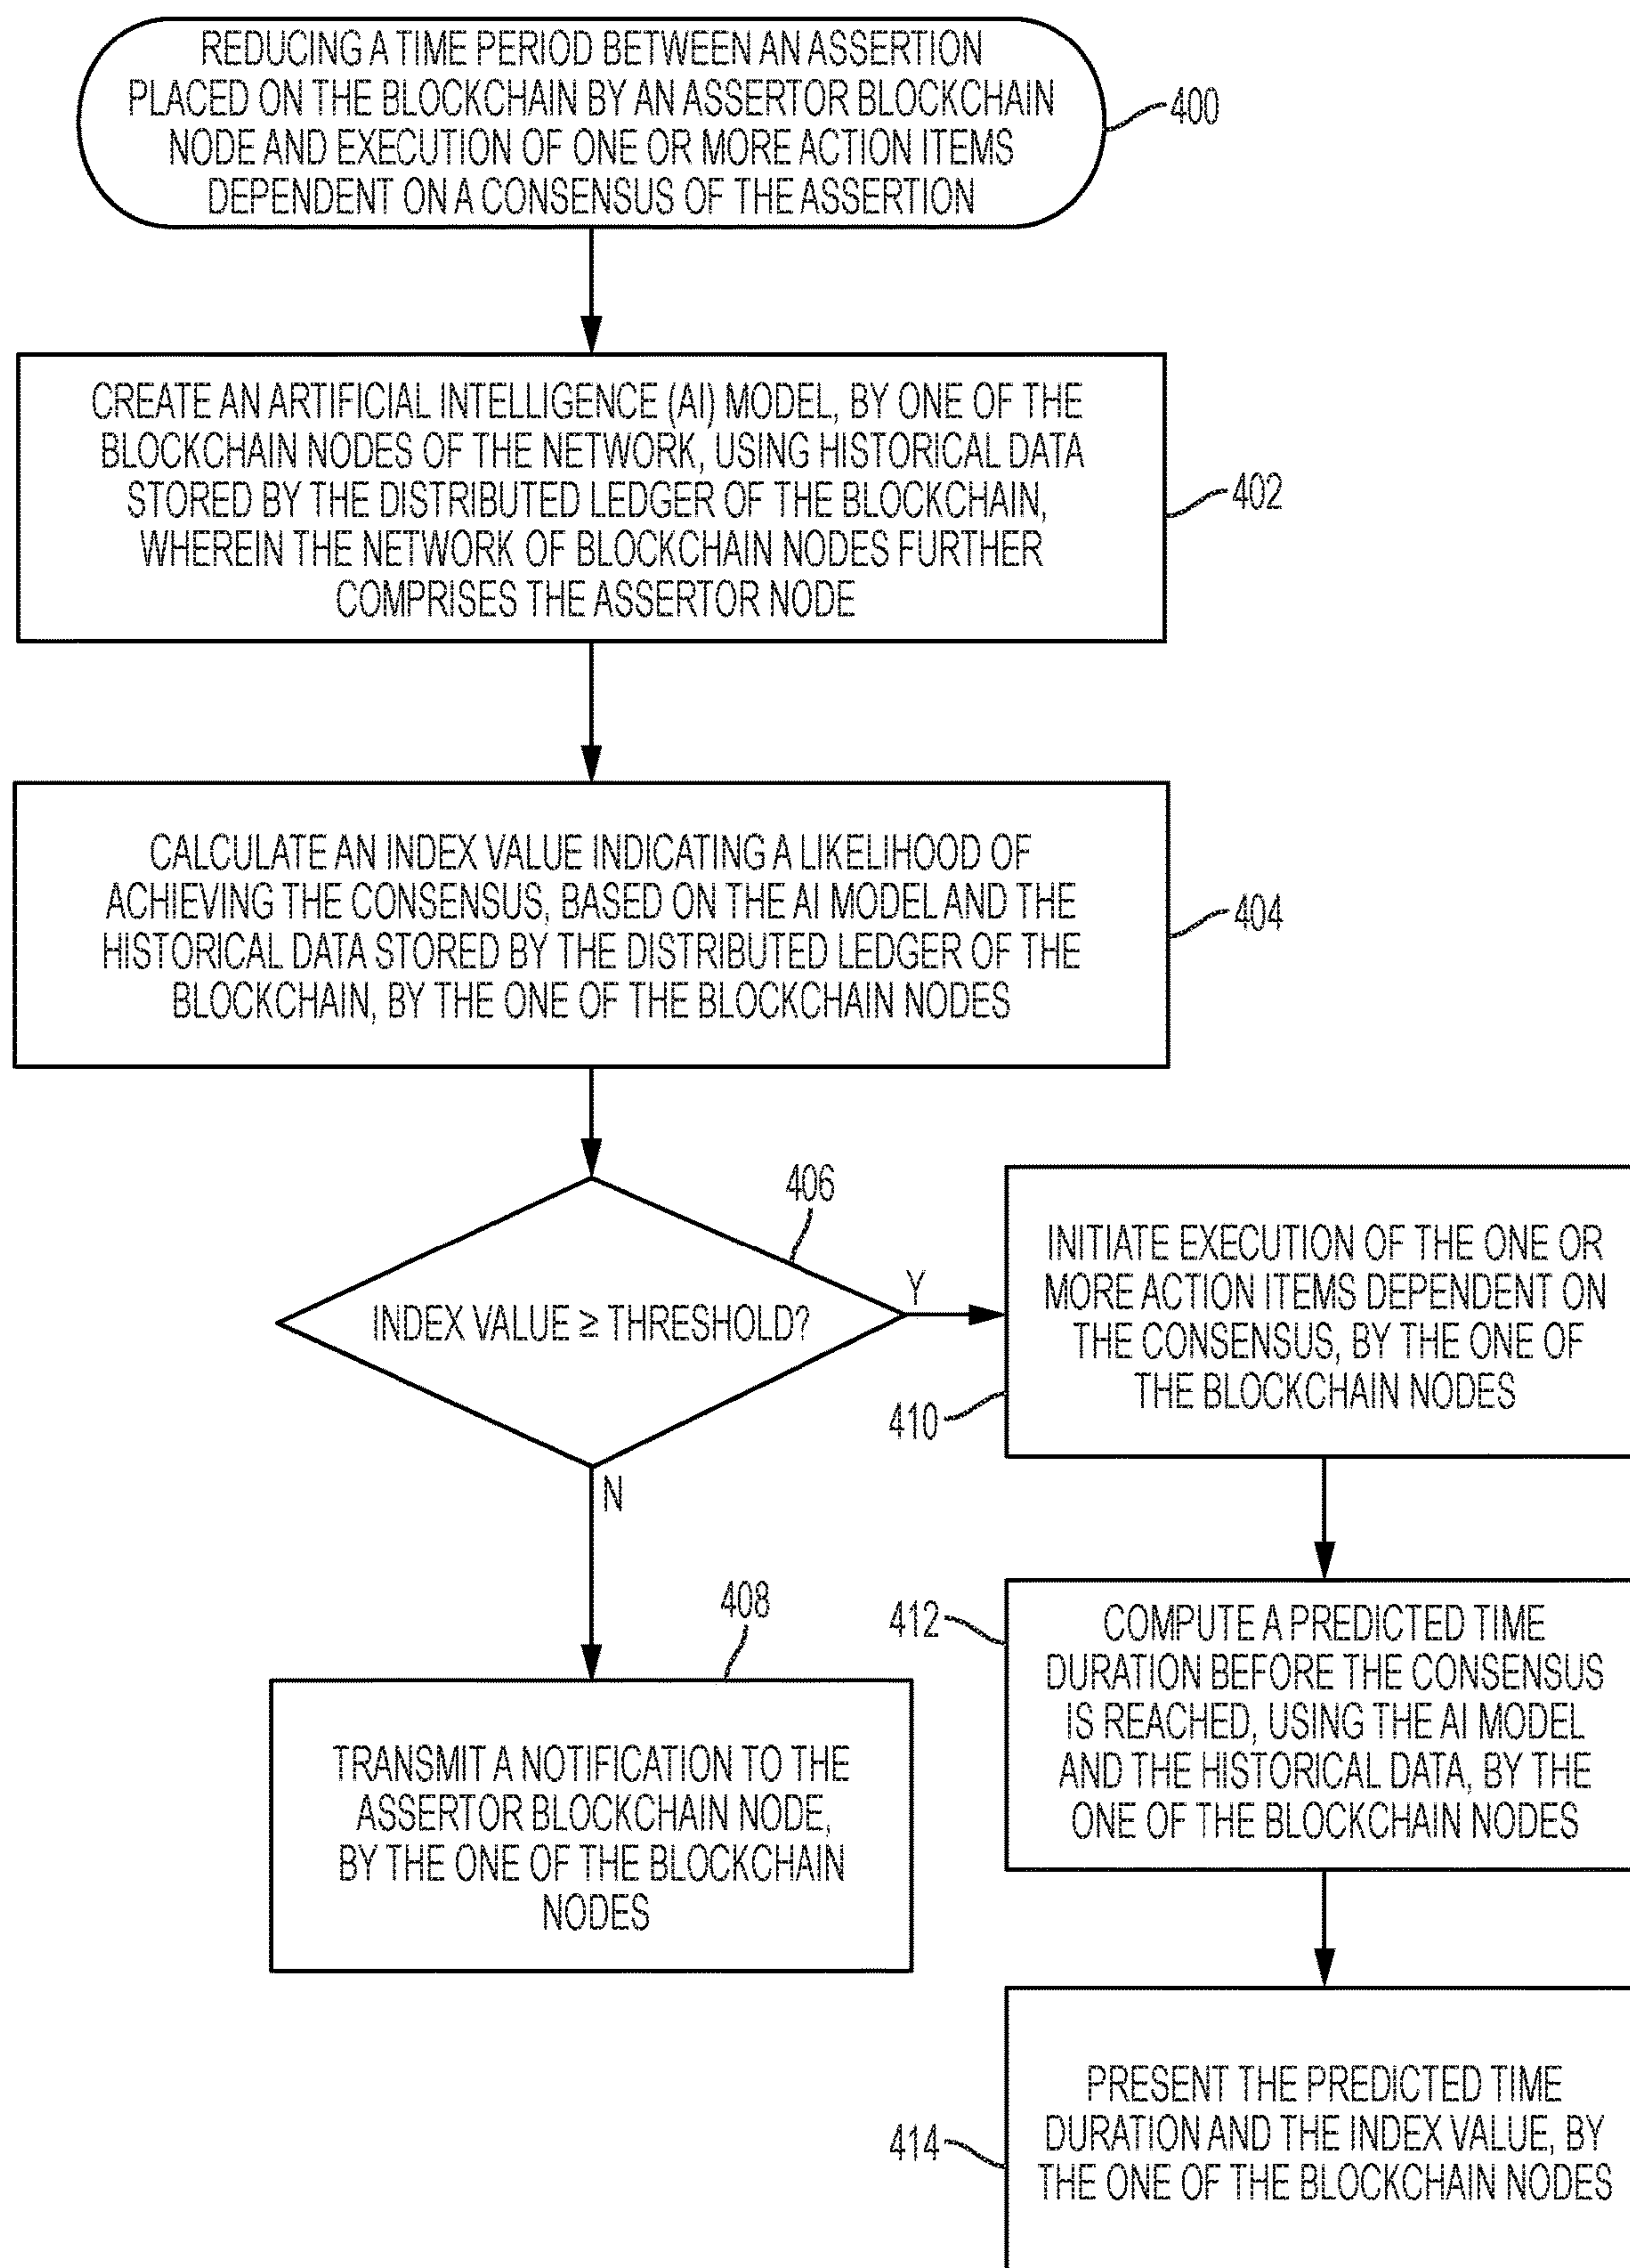 REDUCING A TIME PERIOD BETWEEN AN ASSERTION
PLACED ON THE BLOCKCHAIN BY AN ASSERTOR BLOCKCHAIN
NODE AND EXECUTION OF ONE OR MORE ACTION ITEMS
DEPENDENT ON A CONSENSUS OF THE ASSERTION
400
CREATE AN ARTIFICIAL INTELLIGENCE (AI) MODEL, BY ONE OF THE
BLOCKCHAIN NODES OF THE NETWORK, USING HISTORICAL DATA
STORED BY THE DISTRIBUTED LEDGER OF THE BLOCKCHAIN,
WHEREIN THE NETWORK OF BLOCKCHAIN NODES FURTHER
COMPRISES THE ASSERTOR NODE
402
CALCULATE AN INDEX VALUE INDICATING A LIKELIHOOD OF
ACHIEVING THE CONSENSUS, BASED ON THE AI MODEL AND THE
HISTORICAL DATA STORED BY THE DISTRIBUTED LEDGER OF THE
BLOCKCHAIN, BY THE ONE OF THE BLOCKCHAIN NODES
404
406
INDEX VALUE ≥ THRESHOLD?
Y
N
408
TRANSMIT A NOTIFICATION TO THE
ASSERTOR BLOCKCHAIN NODE,
BY THE ONE OF THE BLOCKCHAIN
NODES
INITIATE EXECUTION OF THE ONE OR
MORE ACTION ITEMS DEPENDENT ON
THE CONSENSUS, BY THE ONE OF
THE BLOCKCHAIN NODES
410
412
COMPUTE A PREDICTED TIME
DURATION BEFORE THE CONSENSUS
IS REACHED, USING THE AI MODEL
AND THE HISTORICAL DATA, BY THE
ONE OF THE BLOCKCHAIN NODES
PRESENT THE PREDICTED TIME
DURATION AND THE INDEX VALUE, BY
THE ONE OF THE BLOCKCHAIN NODES
414